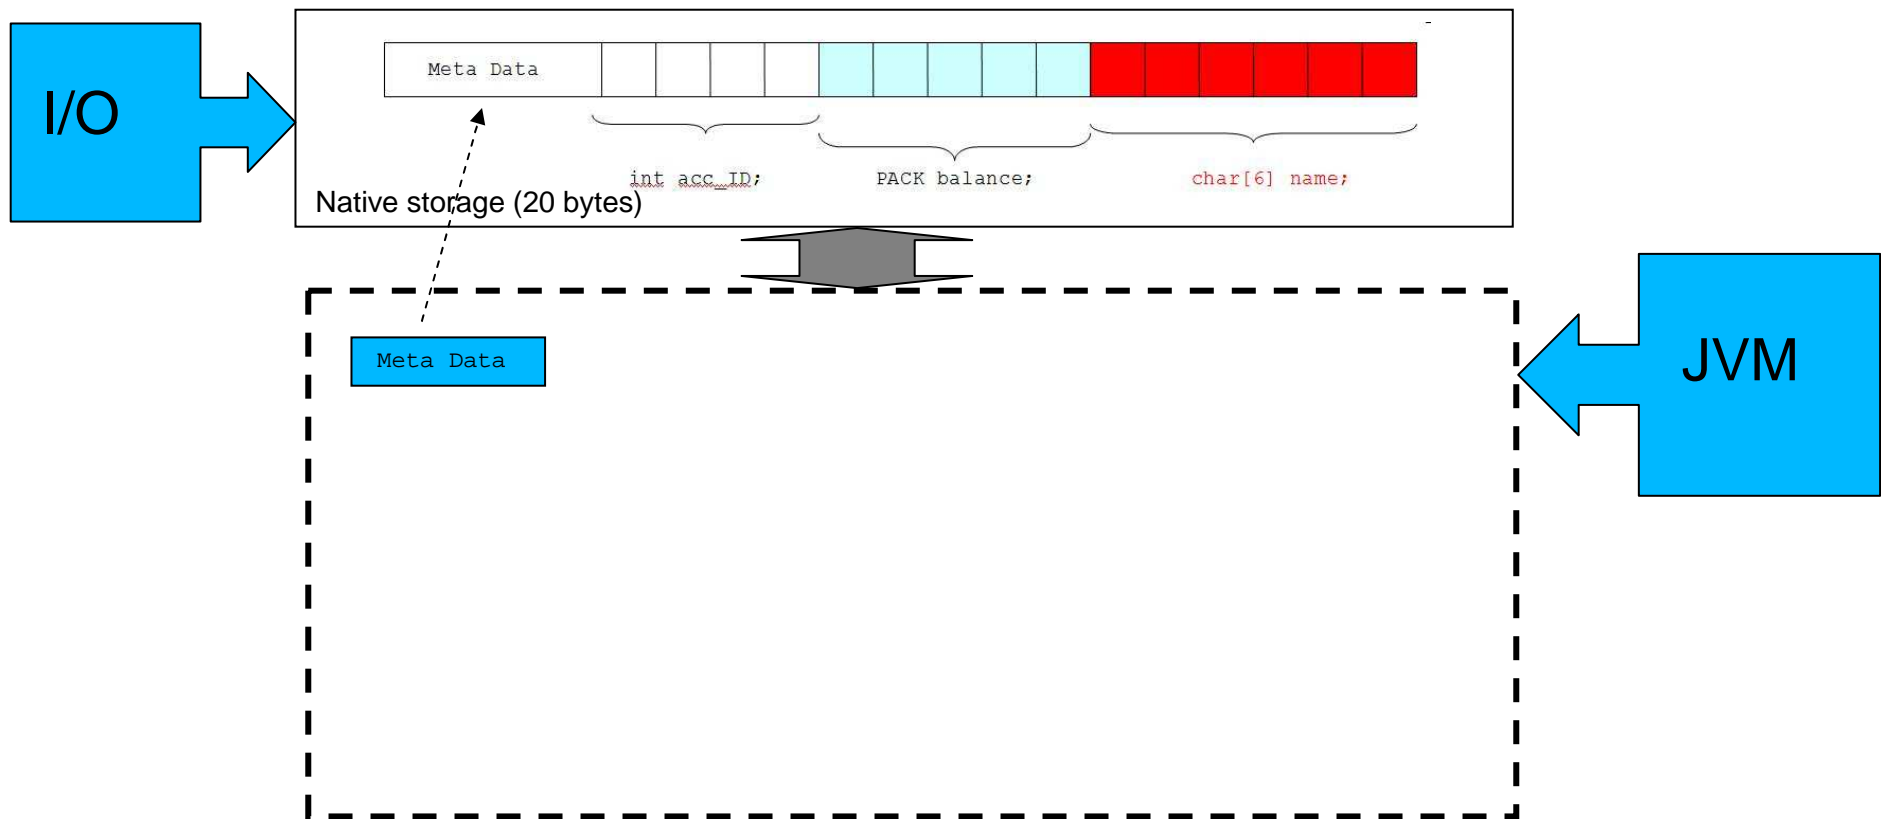 I/O
Meta Data
int acc_ID;
PACK balance;
char[6] name;
Native storage (20 bytes)
Meta Data
JVM